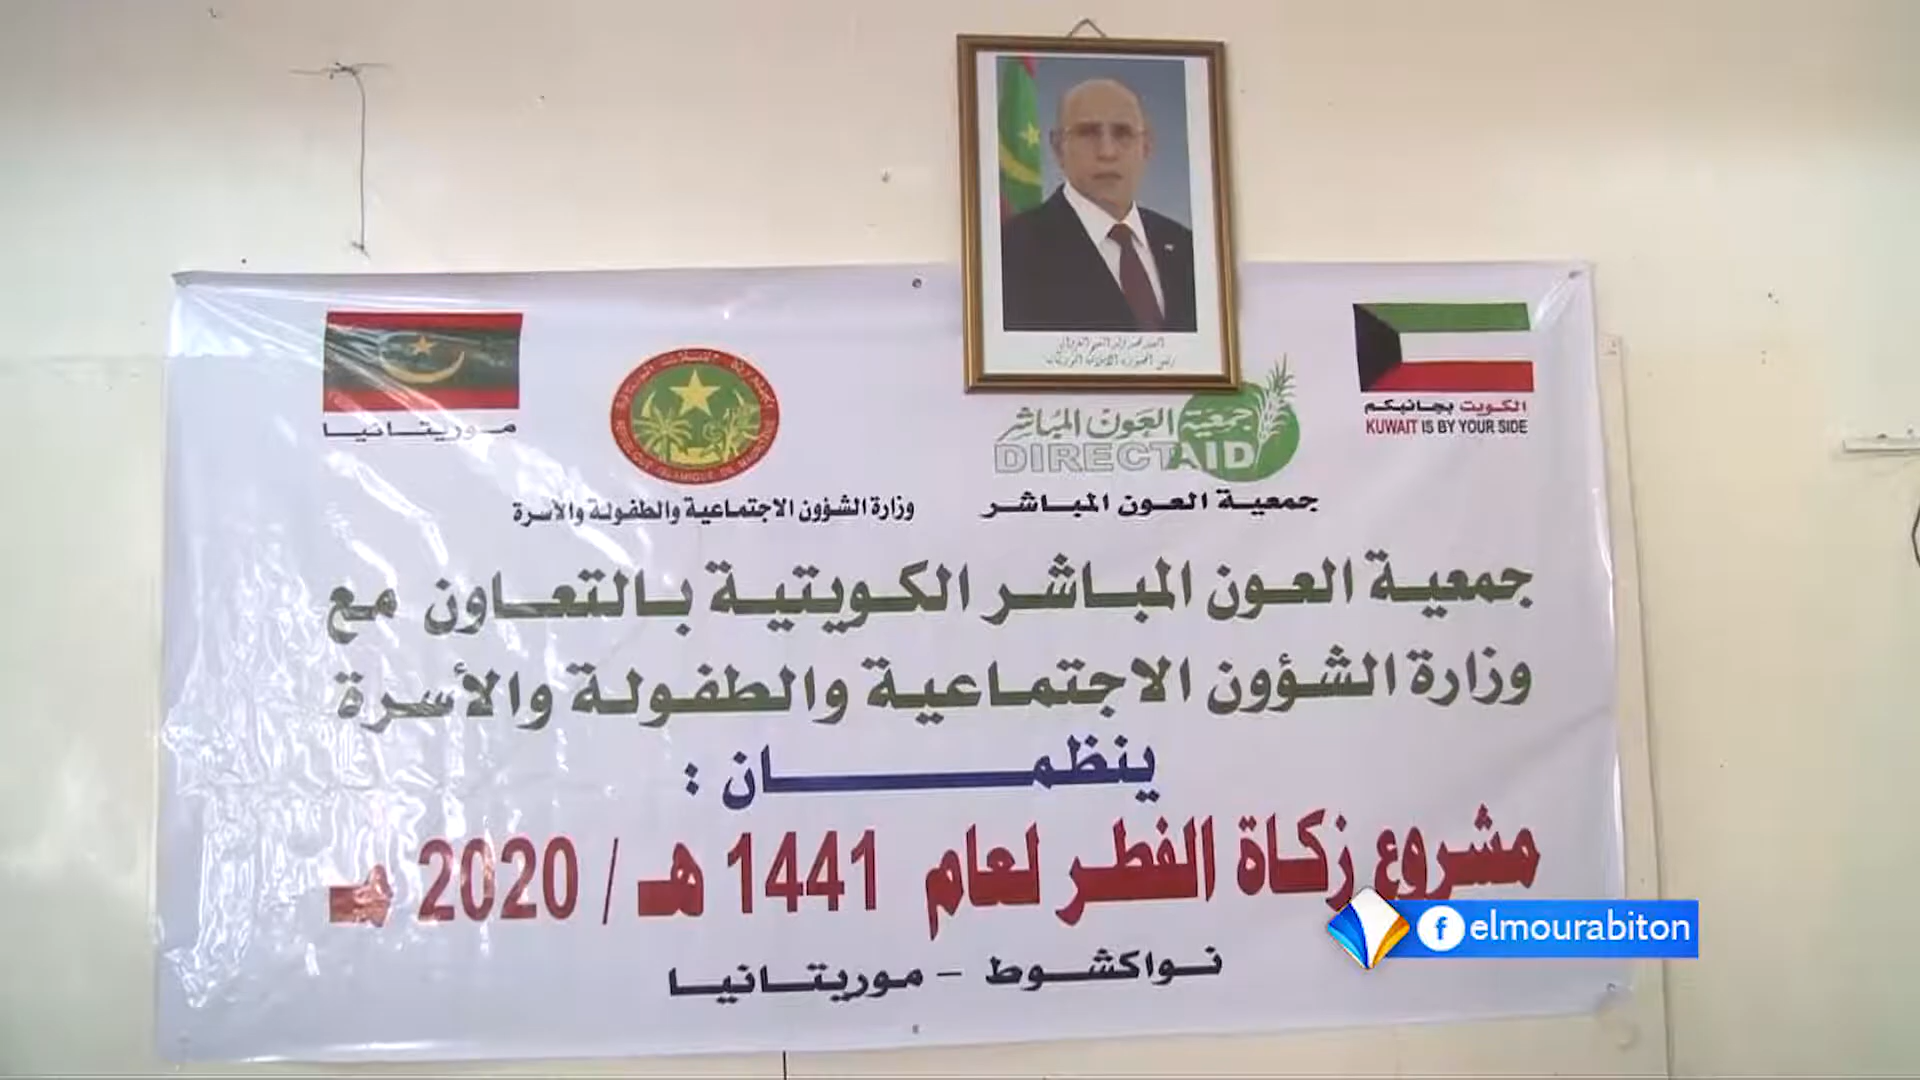 موريتانيا
الكويت بجانبكم
KUWAIT IS BY YOUR SIDE
جمعية العون المباشر
DIRECT AID
جمعية العون المباشر
وزارة الشؤون الاجتماعية والطفولة والأسرة
جمعية العون المباشر الكويتية بالتعاون مع
وزارة الشؤون الاجتماعية والطفولة والأسرة
ينظمان :
مشروع زكاة الفطر لعام 1441 هـ / 2020 مـ
نواكشوط – موريتانيا
elmourabiton